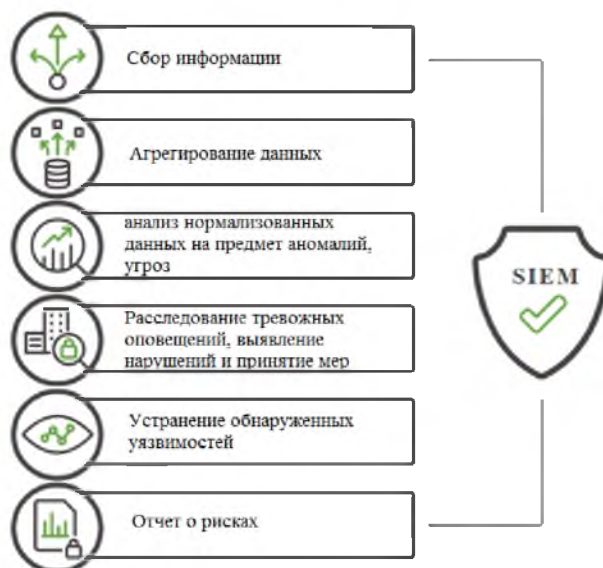 Сбор информации
Агрегирование данных
анализ нормализованных
данных на предмет аномалий,
угроз
SIEM
Расследование тревожных
оповещений, выявление
нарушений и принятие мер
Устранение обнаруженных
уязвимостей
Отчет о рисках